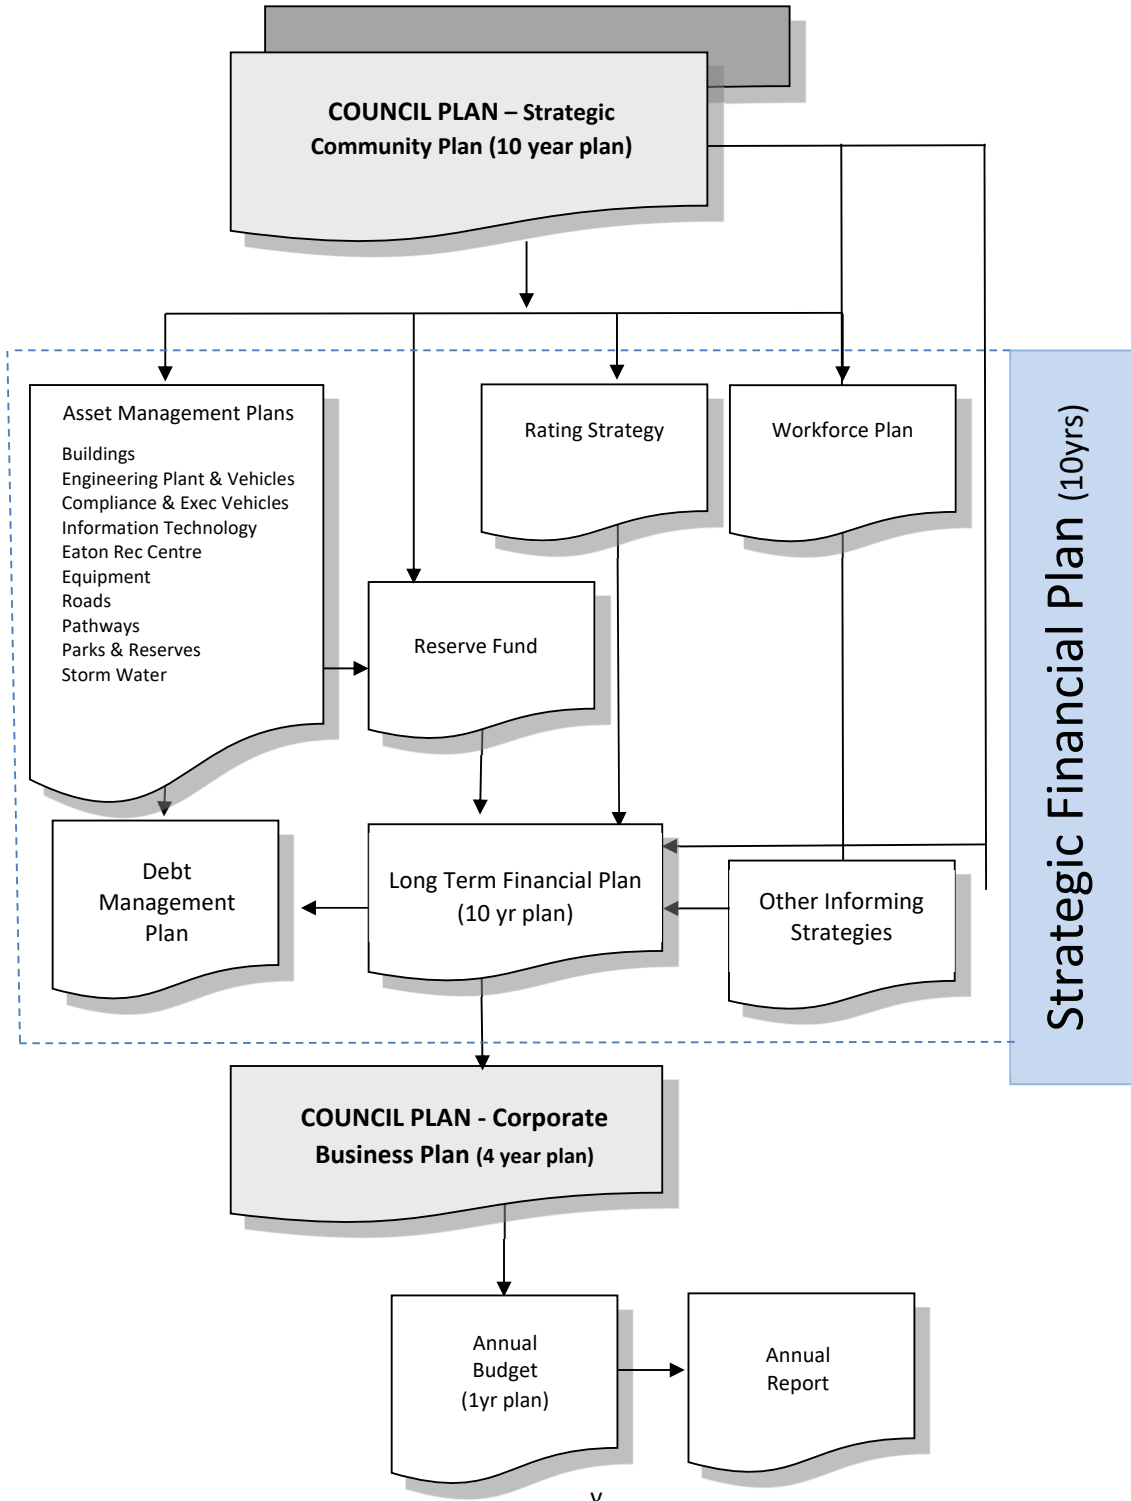 COUNCIL PLAN – Strategic
Community Plan (10 year plan)
Asset Management Plans
Buildings
Engineering Plant & Vehicles
Compliance & Exec Vehicles
Information Technology
Eaton Rec Centre
Equipment
Roads
Pathways
Parks & Reserves
Storm Water
Rating Strategy
Workforce Plan
Reserve Fund
Debt
Management
Plan
Long Term Financial Plan
(10 yr plan)
Other Informing
Strategies
Strategic Financial Plan (10yrs)
COUNCIL PLAN - Corporate
Business Plan (4 year plan)
Annual
Budget
(1yr plan)
Annual
Report
v